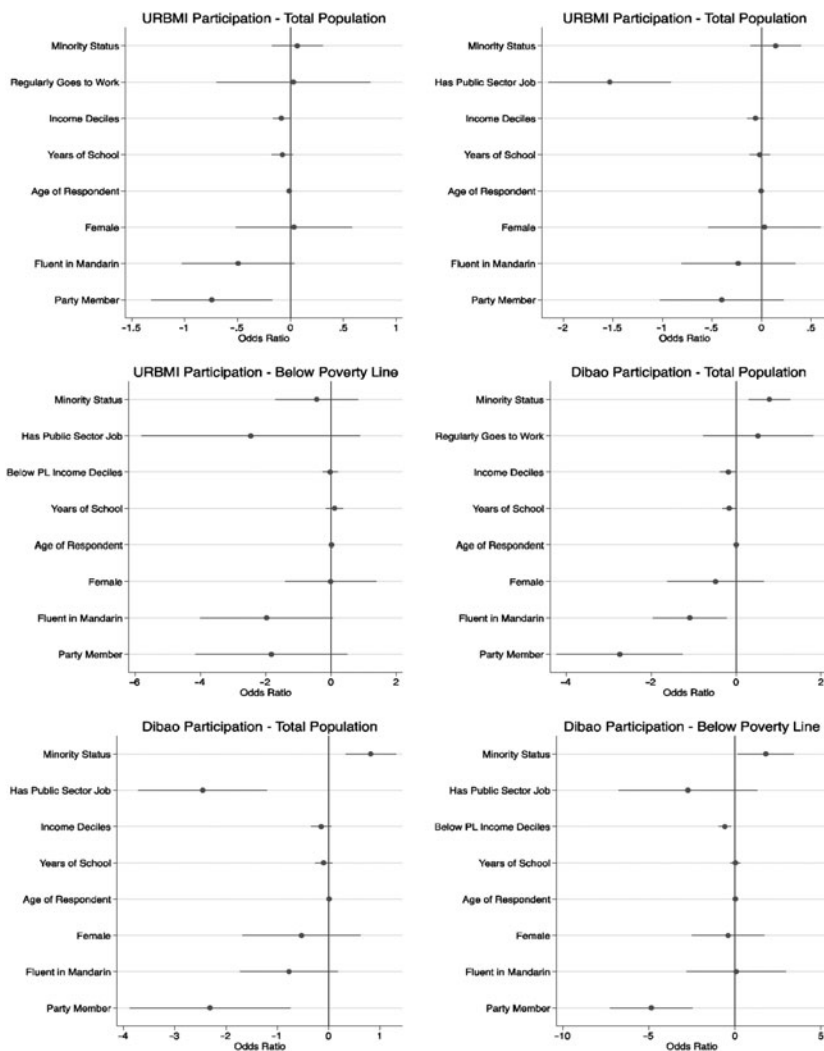 URBMI Participation - Total Population
Minority Status
Regularly Goes to Work
Income Deciles
Years of School
Age of Respondent
Female
Fluent in Mandarin
Party Member
-1.5 -1 -.5 0 .5 1
Odds Ratio
URBMI Participation - Total Population
Minority Status
Has Public Sector Job
Income Deciles
Years of School
Age of Respondent
Female
Fluent in Mandarin
Party Member
-2 -1.5 -1 -.5 0 .5
Odds Ratio
URBMI Participation - Below Poverty Line
Minority Status
Has Public Sector Job
Below PL Income Deciles
Years of School
Age of Respondent
Female
Fluent in Mandarin
Party Member
-6 -4 -2 0 2
Odds Ratio
Dibao Participation - Total Population
Minority Status
Regularly Goes to Work
Income Deciles
Years of School
Age of Respondent
Female
Fluent in Mandarin
Party Member
-4 -2 0 2
Odds Ratio
Dibao Participation - Total Population
Minority Status
Has Public Sector Job
Income Deciles
Years of School
Age of Respondent
Female
Fluent in Mandarin
Party Member
-4 -3 -2 -1 0 1
Odds Ratio
Dibao Participation - Below Poverty Line
Minority Status
Has Public Sector Job
Below PL Income Deciles
Years of School
Age of Respondent
Female
Fluent in Mandarin
Party Member
-10 -5 0 5
Odds Ratio